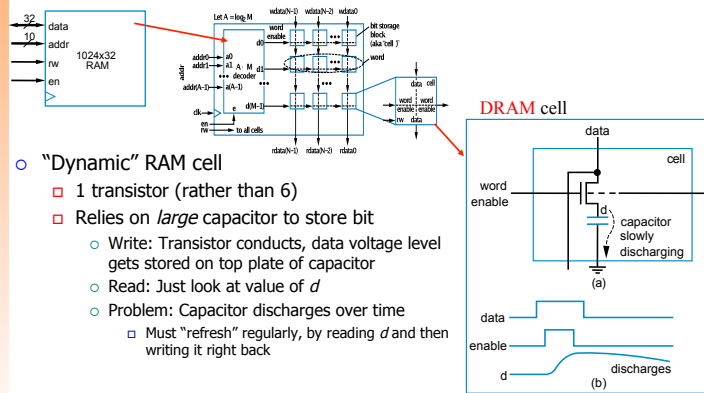 32
data
10
addr
rw
en
1024x32
RAM
Let A = log2 M
wdata(N-1) wdata(N-2) wdata0
word
enable
bit storage
block
(aka 'cell')
word
d0
addr
addr0
addr1
addr(A-1)
a0
a1
A · M
decoder
a(A-1)
d1
d(M-1)
clk
en
rw
e
to all cells
rdata(N-1) rdata(N-2) rdata0
data cell
word word
enable enable
rw data
"Dynamic" RAM cell
1 transistor (rather than 6)
Relies on large capacitor to store bit
Write: Transistor conducts, data voltage level
gets stored on top plate of capacitor
Read: Just look at value of d
Problem: Capacitor discharges over time
Must "refresh" regularly, by reading d and then
writing it right back
DRAM cell
data
cell
word
enable
d
capacitor
slowly
discharging
(a)
data
enable
d
discharges
(b)